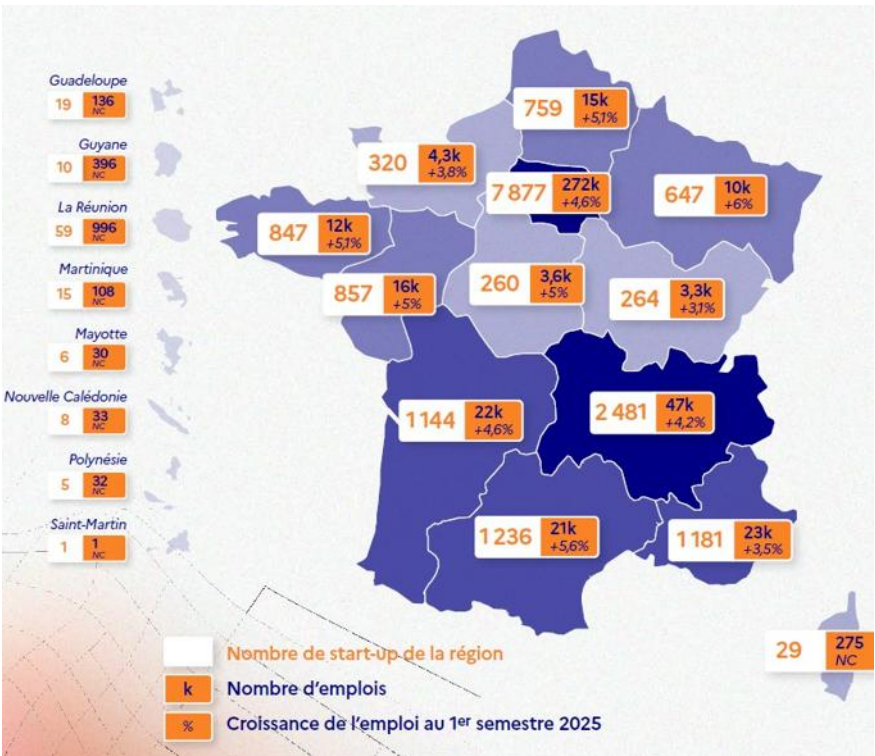 Guadeloupe
19 136
NC
Guyane
10 396
NC
La Réunion
59 996
NC
Martinique
15 108
NC
Mayotte
6 30
NC
Nouvelle Calédonie
8 33
NC
Polynésie
5 32
NC
Saint-Martin
1 1
NC
759 15k
+5,1%
320 4,3k
+3,8%
7 877 272k
+4,6%
647 10k
+6%
847 12k
+5,1%
857 16k
+5%
260 3,6k
+5%
264 3,3k
+3,1%
1 144 22k
+4,6%
2 481 47k
+4,2%
1 236 21k
+5,6%
1 181 23k
+3,5%
29 275
NC
Nombre de start-up de la région
k Nombre d'emplois
% Croissance de l'emploi au 1er semestre 2025